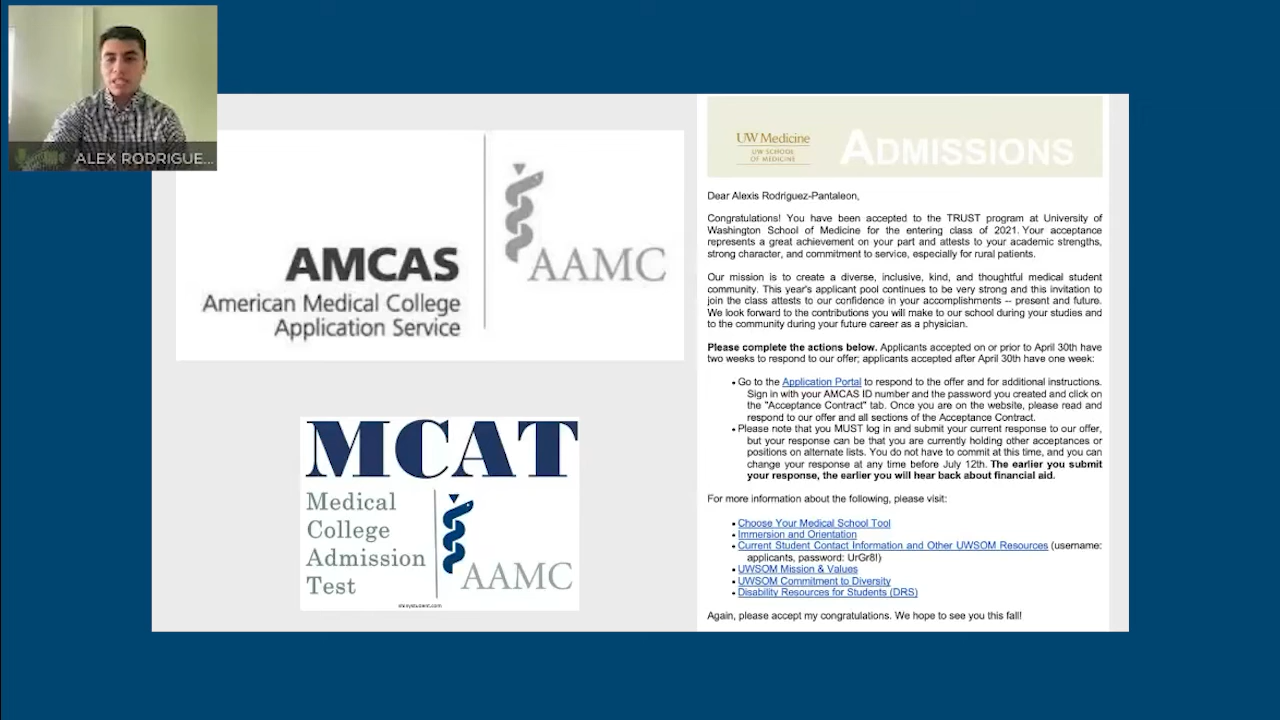 ALEX RODRIGUE...
AMCAS
American Medical College
Application Service
AAMC
MCAT
Medical
College
Admission
Test
AAMC
shinystudent.com
UW Medicine
UW SCHOOL
OF MEDICINE
ADMISSIONS
Dear Alexis Rodriguez-Pantaleon,
Congratulations! You have been accepted to the TRUST program at University of
Washington School of Medicine for the entering class of 2021. Your acceptance
represents a great achievement on your part and attests to your academic strengths,
strong character, and commitment to service, especially for rural patients.
Our mission is to create a diverse, inclusive, kind, and thoughtful medical student
community. This year's applicant pool continues to be very strong and this invitation to
join the class attests to our confidence in your accomplishments -- present and future.
We look forward to the contributions you will make to our school during your studies and
to the community during your future career as a physician.
Please complete the actions below. Applicants accepted on or prior to April 30th have
two weeks to respond to our offer; applicants accepted after April 30th have one week:
• Go to the Application Portal to respond to the offer and for additional instructions.
Sign in with your AMCAS ID number and the password you created and click on
the "Acceptance Contract" tab. Once you are on the website, please read and
respond to our offer and all sections of the Acceptance Contract.
• Please note that you MUST log in and submit your current response to our offer,
but your response can be that you are currently holding other acceptances or
positions on alternate lists. You do not have to commit at this time, and you can
change your response at any time before July 12th. The earlier you submit
your response, the earlier you will hear back about financial aid.
For more information about the following, please visit:
• Choose Your Medical School Tool
• Immersion and Orientation
• Current Student Contact Information and Other UWSOM Resources (username:
applicants, password: UrGr8!)
• UWSOM Mission & Values
• UWSOM Commitment to Diversity
• Disability Resources for Students (DRS)
Again, please accept my congratulations. We hope to see you this fall!